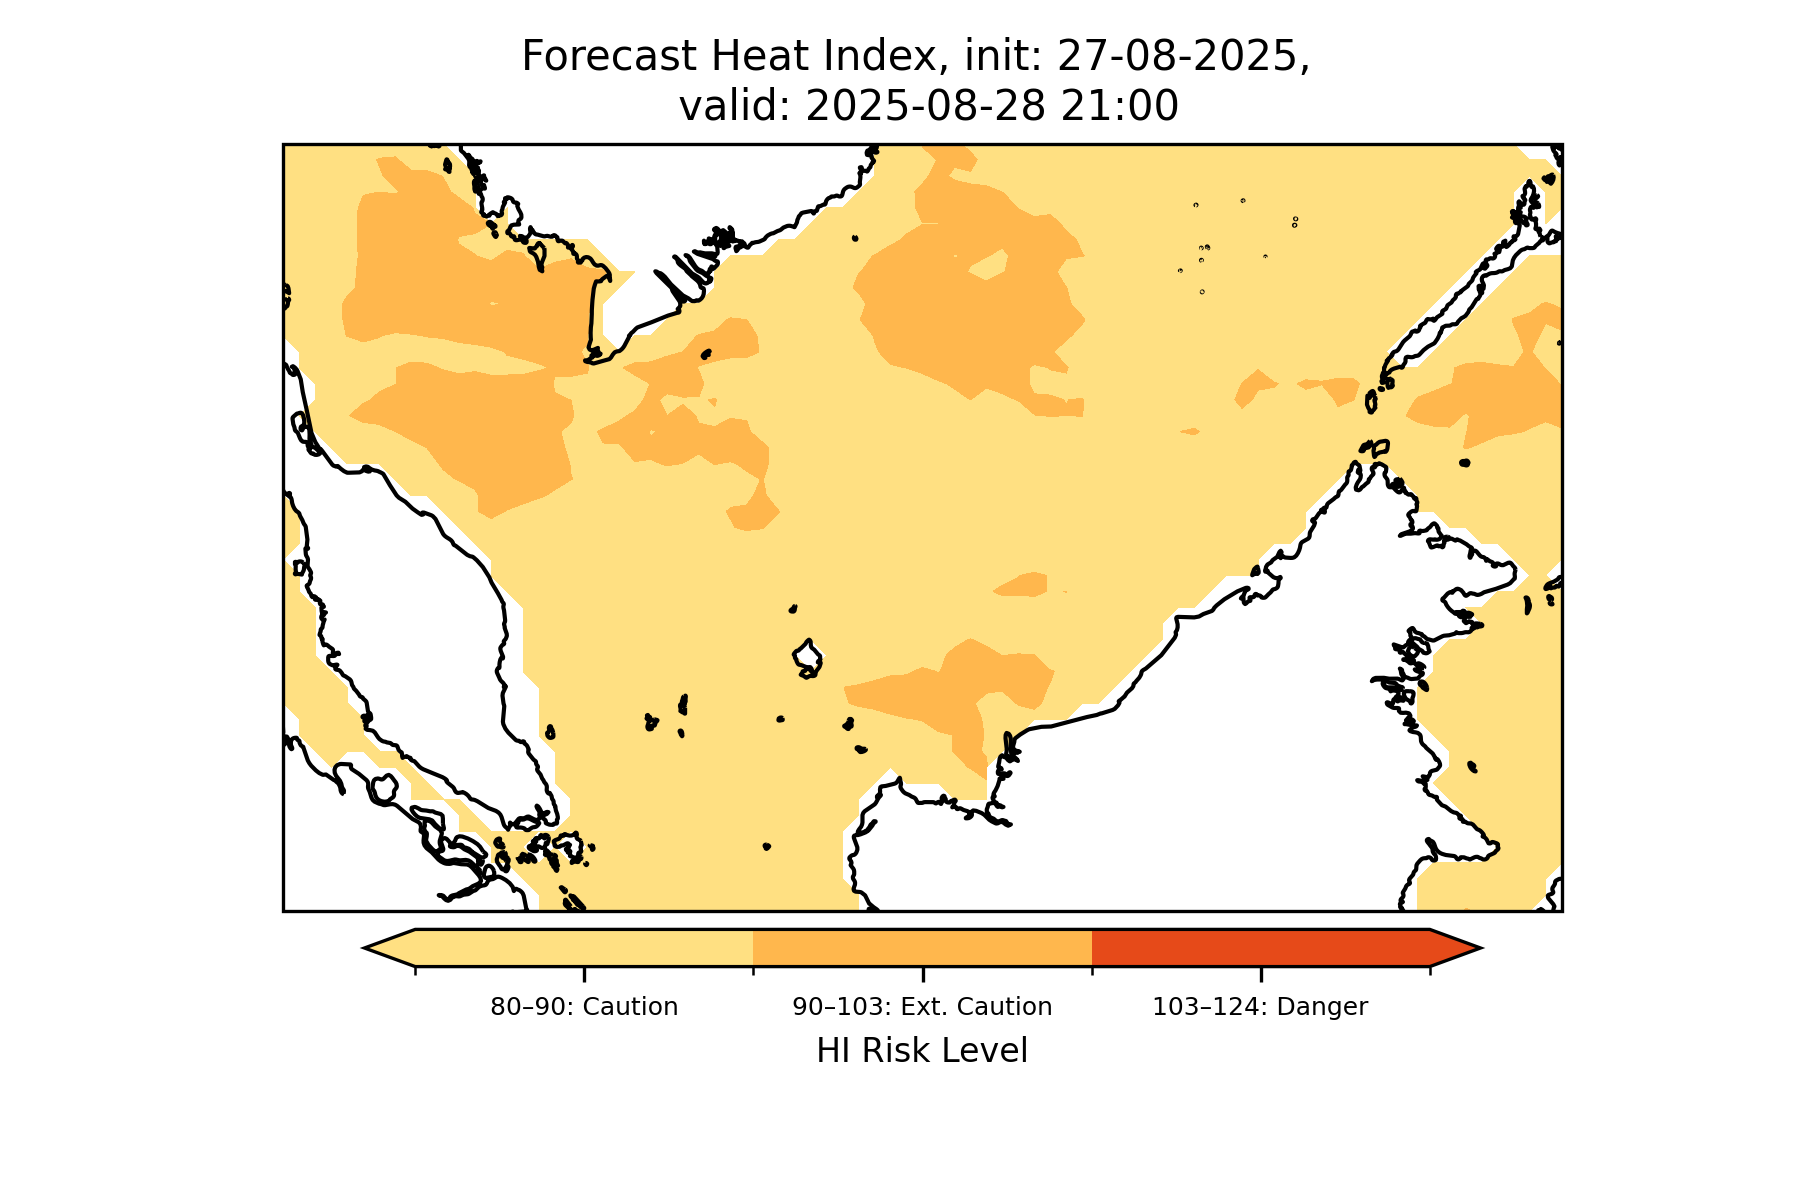 Forecast Heat Index, init: 27-08-2025,
valid: 2025-08-28 21:00
80–90: Caution
90–103: Ext. Caution
103–124: Danger
HI Risk Level